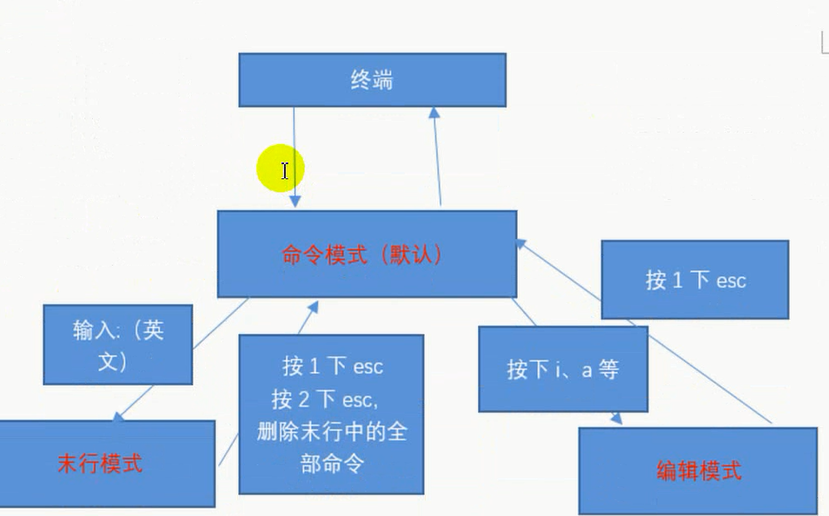 终端
命令模式（默认）
按 1 下 esc
输入:（英
文）
按 1 下 esc
按 2 下 esc,
删除末行中的全
部命令
按下 i、a 等
末行模式
编辑模式